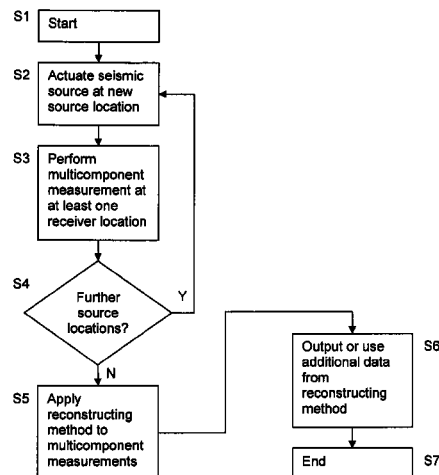 S1
Start
S2
Actuate seismic
source at new
source location
S3
Perform
multicomponent
measurement at
at least one
receiver location
S4
Further
source
locations?
Y
N
S5
Apply
reconstructing
method to
multicomponent
measurements
Output or use
additional data
from
reconstructing
method
S6
End
S7